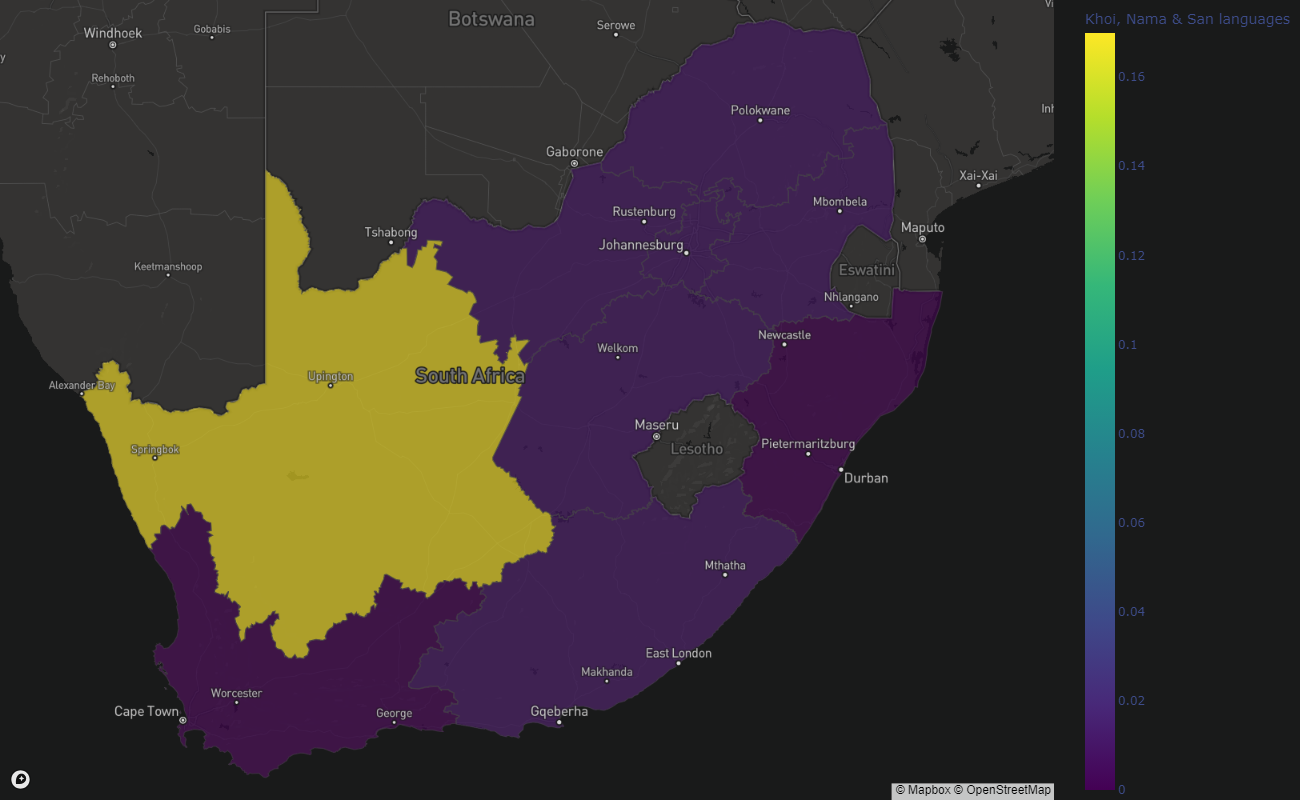 Botswana
Windhoek
Gobabis
Serowe
Rehoboth
Polokwane
Gaborone
Xai-Xai
Mbombela
Rustenburg
Maputo
Tshabong
Johannesburg
Keetmanshoop
Eswatini
Nhlangano
Newcastle
Welkom
South Africa
Upington
Alexander Bay
Maseru
Lesotho
Pietermaritzburg
Springbok
Durban
Mthatha
East London
Makhanda
Worcester
Cape Town
George
Gqeberha
© Mapbox © OpenStreetMap
Khoi, Nama & San languages
0.16
0.14
0.12
0.1
0.08
0.06
0.04
0.02
0